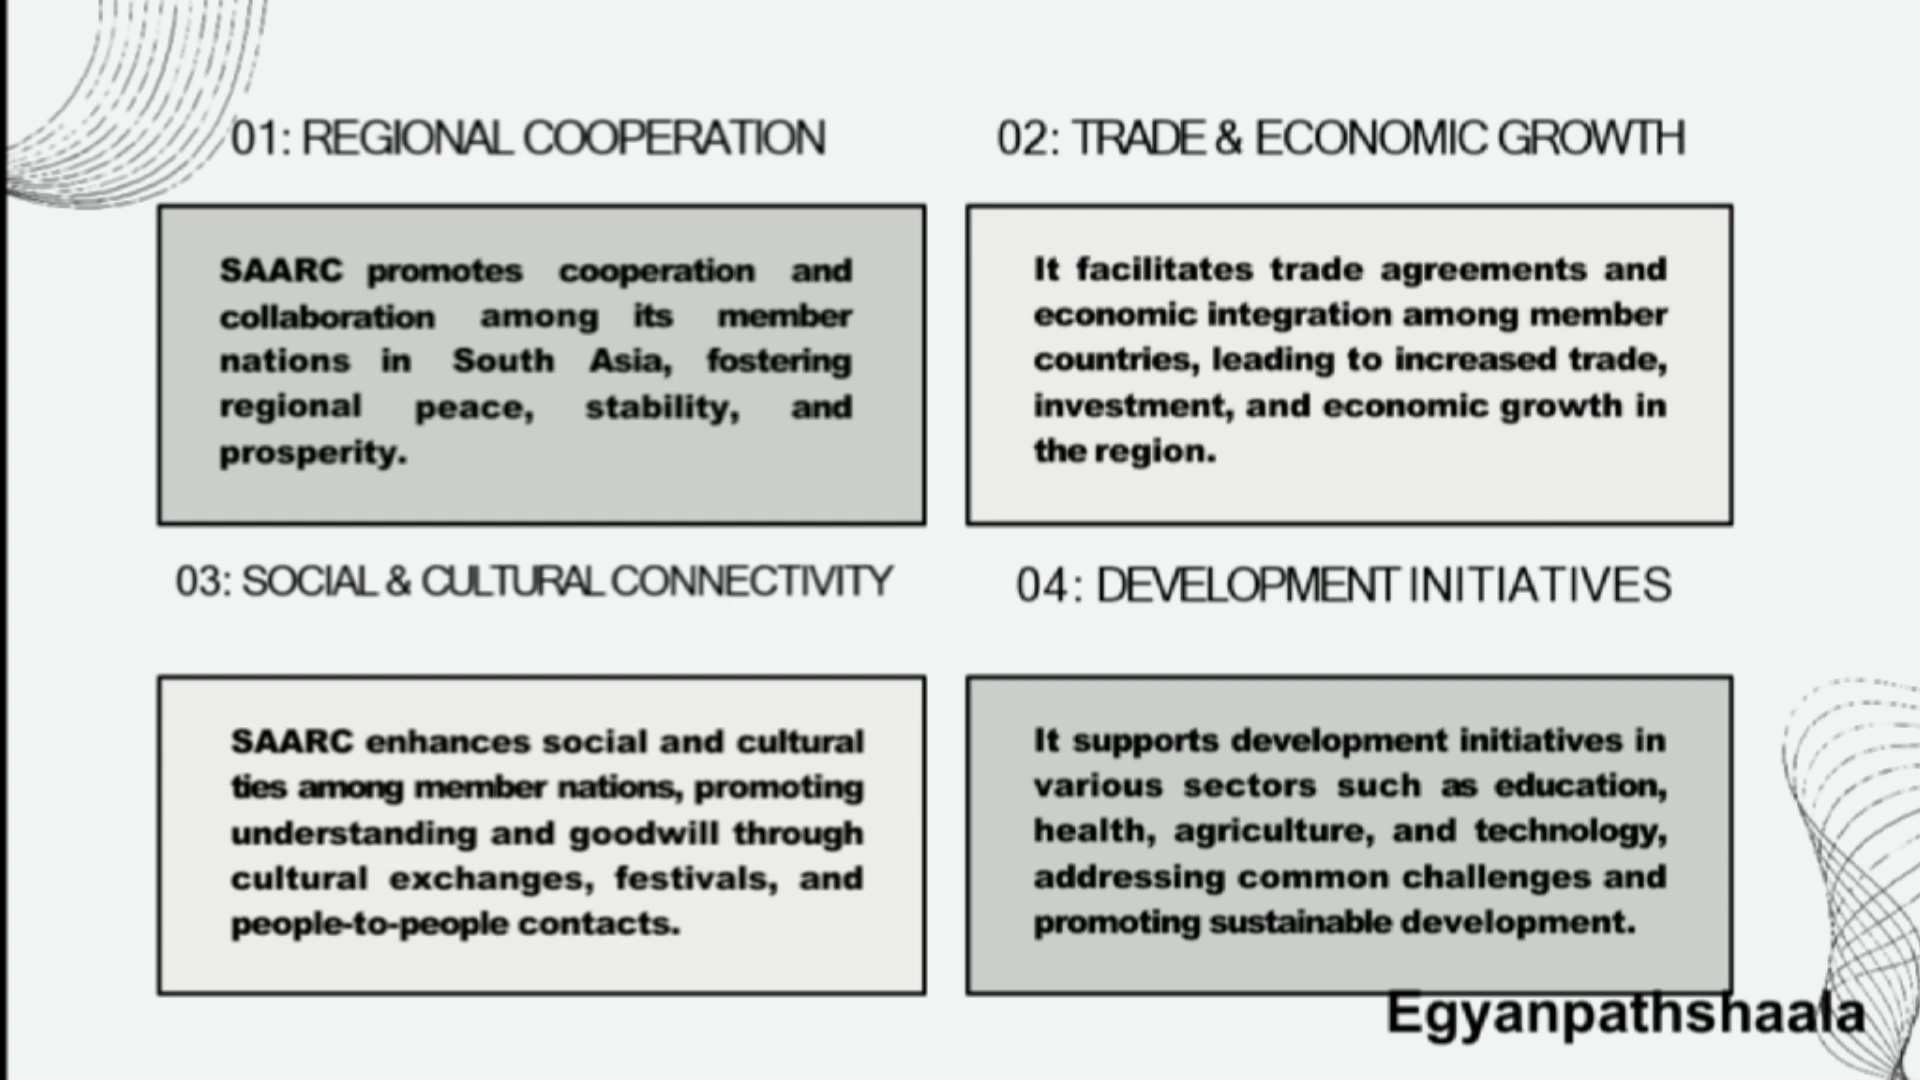 01: REGIONAL COOPERATION
SAARC promotes cooperation and
collaboration among its member
nations in South Asia, fostering
regional peace, stability, and
prosperity.
02: TRADE & ECONOMIC GROWTH
It facilitates trade agreements and
economic integration among member
countries, leading to increased trade,
investment, and economic growth in
the region.
03: SOCIAL & CULTURAL CONNECTIVITY
SAARC enhances social and cultural
ties among member nations, promoting
understanding and goodwill through
cultural exchanges, festivals, and
people-to-people contacts.
04: DEVELOPMENT INITIATIVES
It supports development initiatives in
various sectors such as education,
health, agriculture, and technology,
addressing common challenges and
promoting sustainable development.
Egyanpathshaala